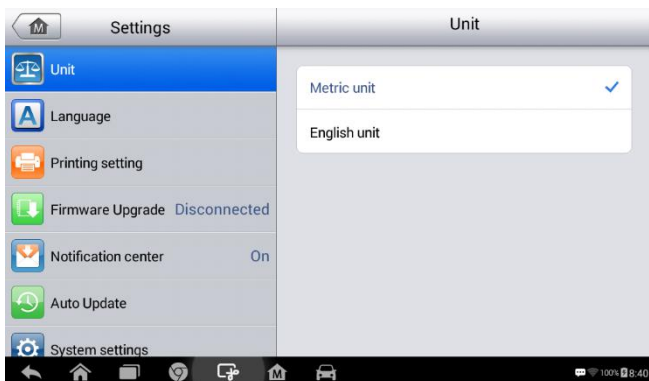 M
Settings
Unit
Unit
Metric unit
English unit
A
Language
Printing setting
Firmware Upgrade Disconnected
Notification center On
Auto Update
System settings
M
100% 8:40